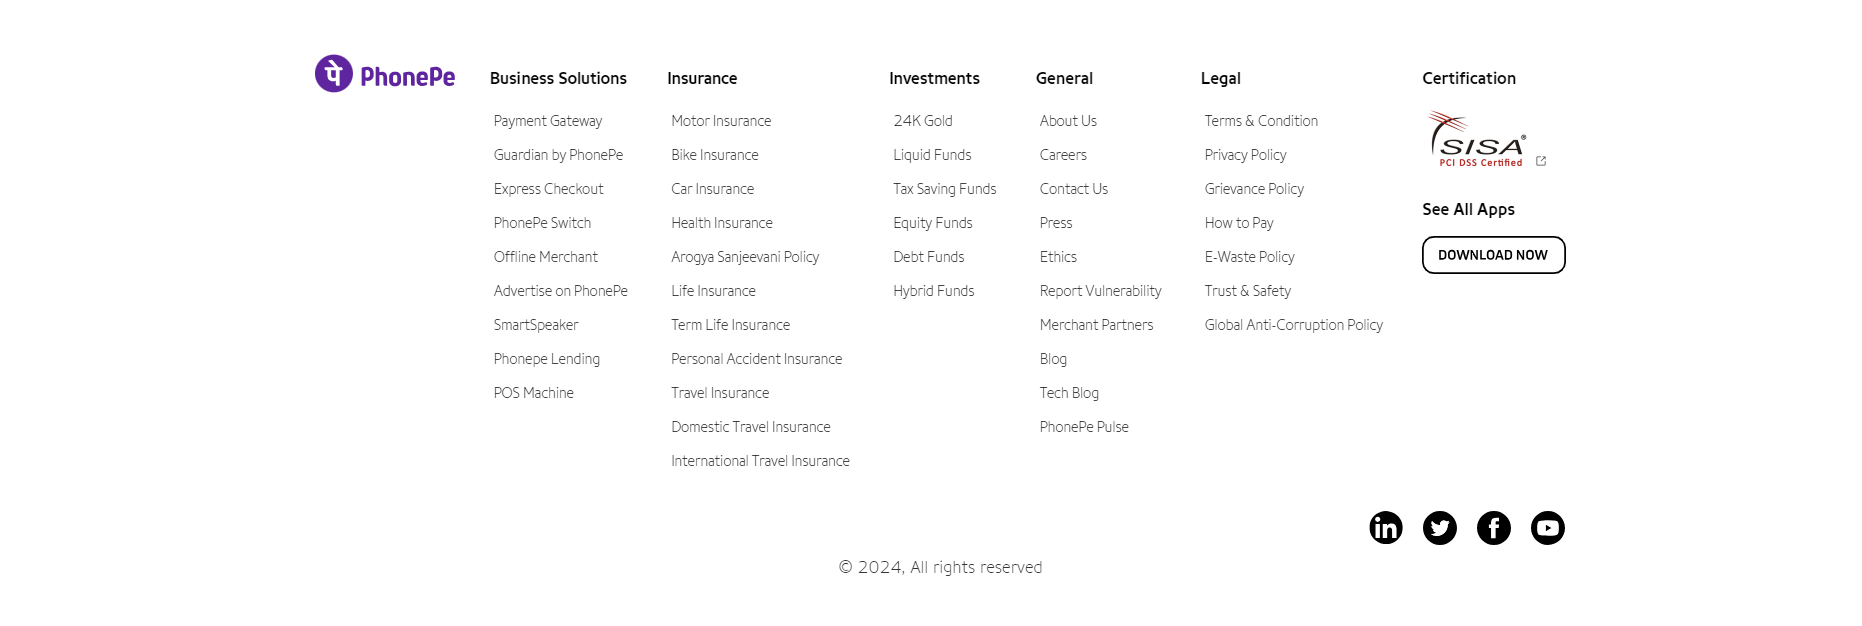 पे PhonePe
Business Solutions
Payment Gateway
Guardian by PhonePe
Express Checkout
PhonePe Switch
Offline Merchant
Advertise on PhonePe
SmartSpeaker
Phonepe Lending
POS Machine
Insurance
Motor Insurance
Bike Insurance
Car Insurance
Health Insurance
Arogya Sanjeevani Policy
Life Insurance
Term Life Insurance
Personal Accident Insurance
Travel Insurance
Domestic Travel Insurance
International Travel Insurance
Investments
24K Gold
Liquid Funds
Tax Saving Funds
Equity Funds
Debt Funds
Hybrid Funds
General
About Us
Careers
Contact Us
Press
Ethics
Report Vulnerability
Merchant Partners
Blog
Tech Blog
PhonePe Pulse
Legal
Terms & Condition
Privacy Policy
Grievance Policy
How to Pay
E-Waste Policy
Trust & Safety
Global Anti-Corruption Policy
Certification
SISA®
PCI DSS Certified
See All Apps
DOWNLOAD NOW
in f
© 2024, All rights reserved